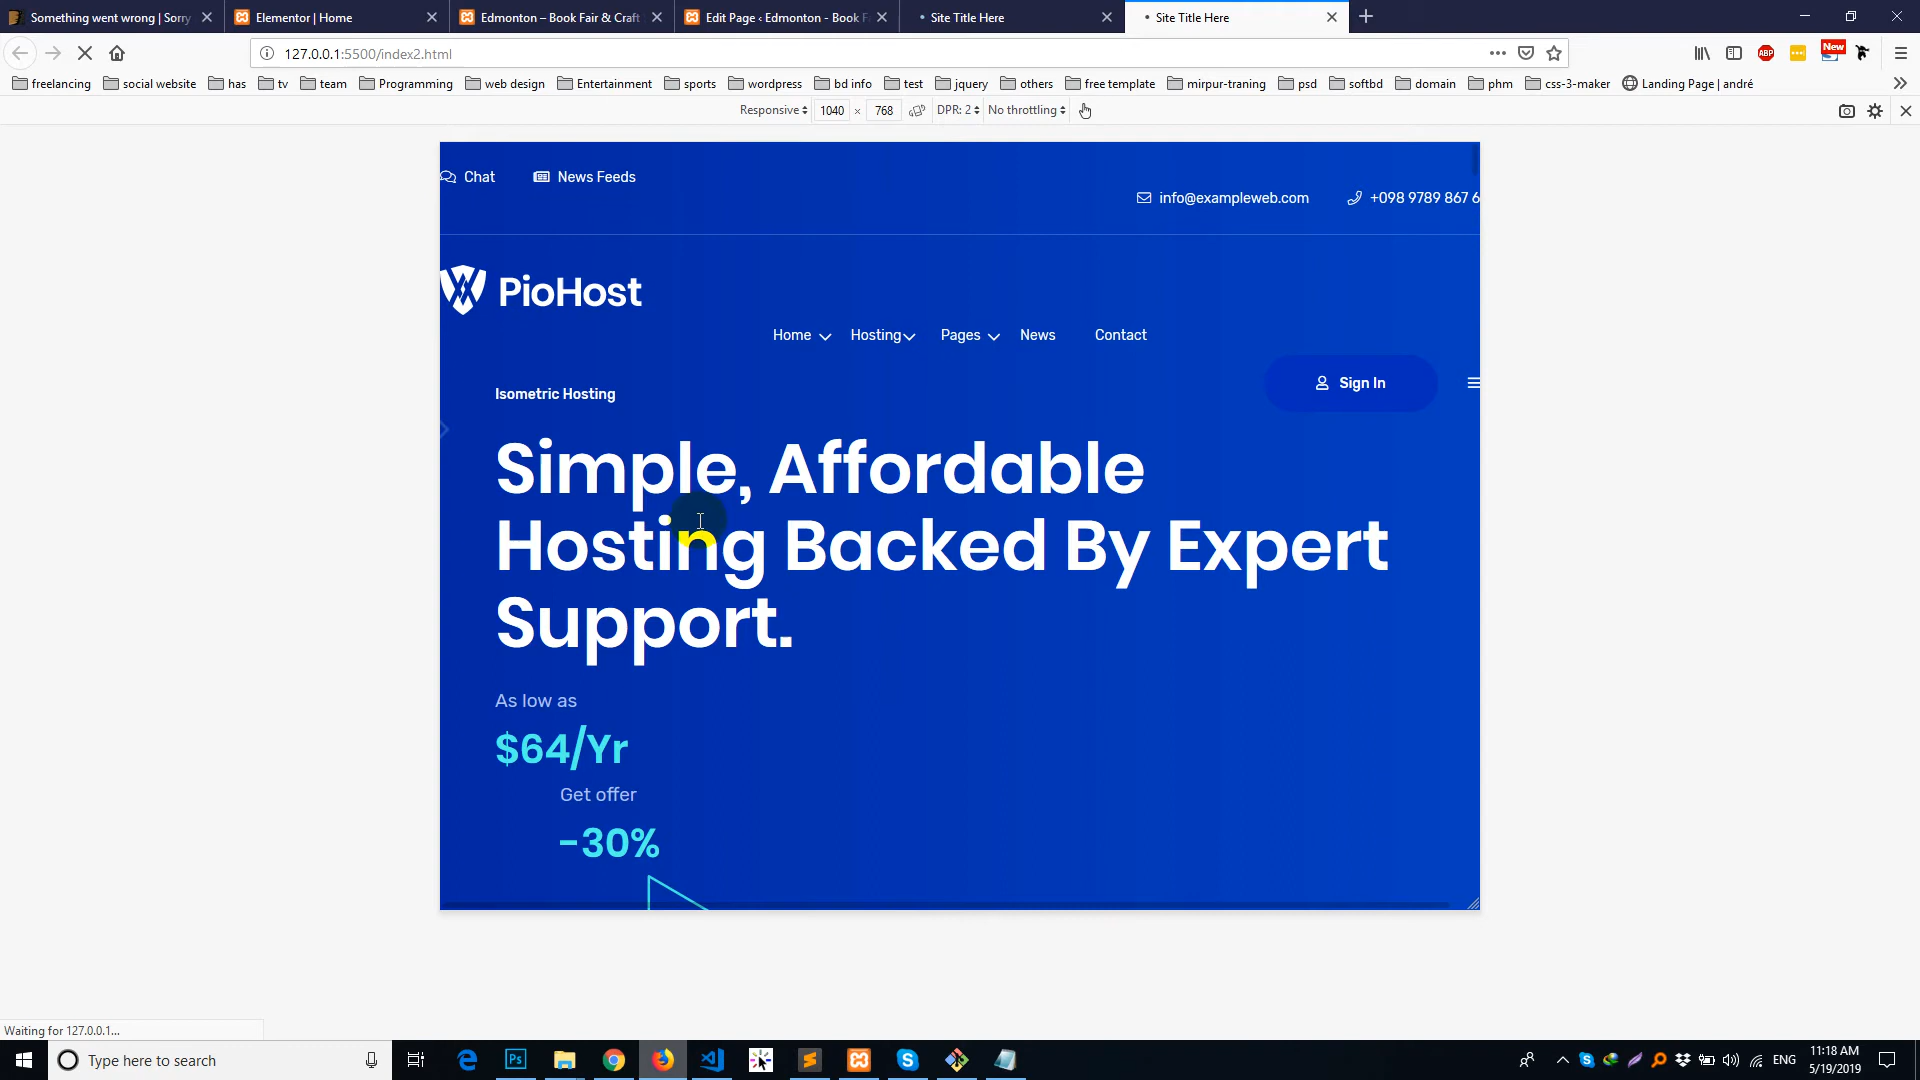 Something went wrong | Sorry
Elementor | Home
Edmonton – Book Fair & Craft
Edit Page ‹ Edmonton - Book F
Site Title Here
Site Title Here
127.0.0.1:5500/index2.html
ABP
New
freelancing
social website
has
tv
team
Programming
web design
Entertainment
sports
wordpress
bd info
test
jquery
others
free template
mirpur-traning
psd
softbd
domain
phm
css-3-maker
Landing Page | andré
Responsive
1040 × 768
DPR: 2
No throttling
Chat
News Feeds
info@exampleweb.com
+098 9789 867 6
PioHost
Home
Hosting
Pages
News
Contact
Sign In
Isometric Hosting
Simple, Affordable
Hosting Backed By Expert
Support.
As low as
$64/Yr
Get offer
-30%
Waiting for 127.0.0.1...
Type here to search
Ps
ENG
11:18 AM
5/19/2019